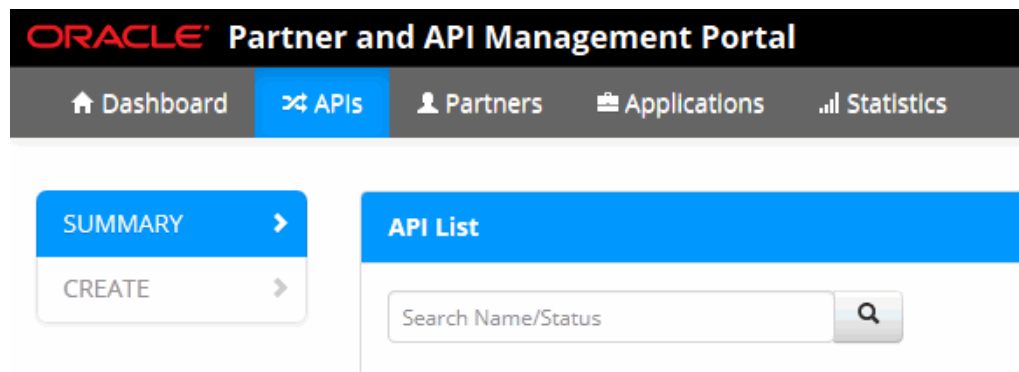 ORACLE Partner and API Management Portal
Dashboard APIs Partners Applications Statistics
SUMMARY
CREATE
API List
Search Name/Status